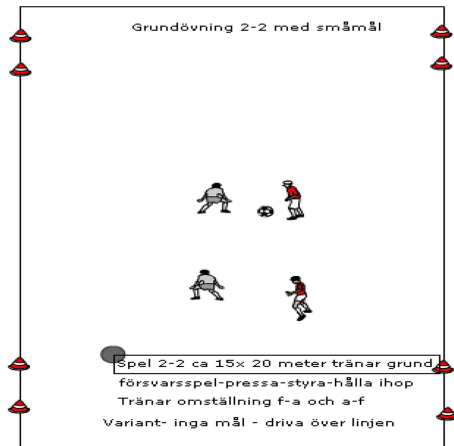 Grundövning 2-2 med småmål
Spel 2-2 ca 15x 20 meter tränar grund
försvarsspel-pressa-styra-hålla ihop
Tränar omställning f-a och a-f
Variant- inga mål - driva över linjen